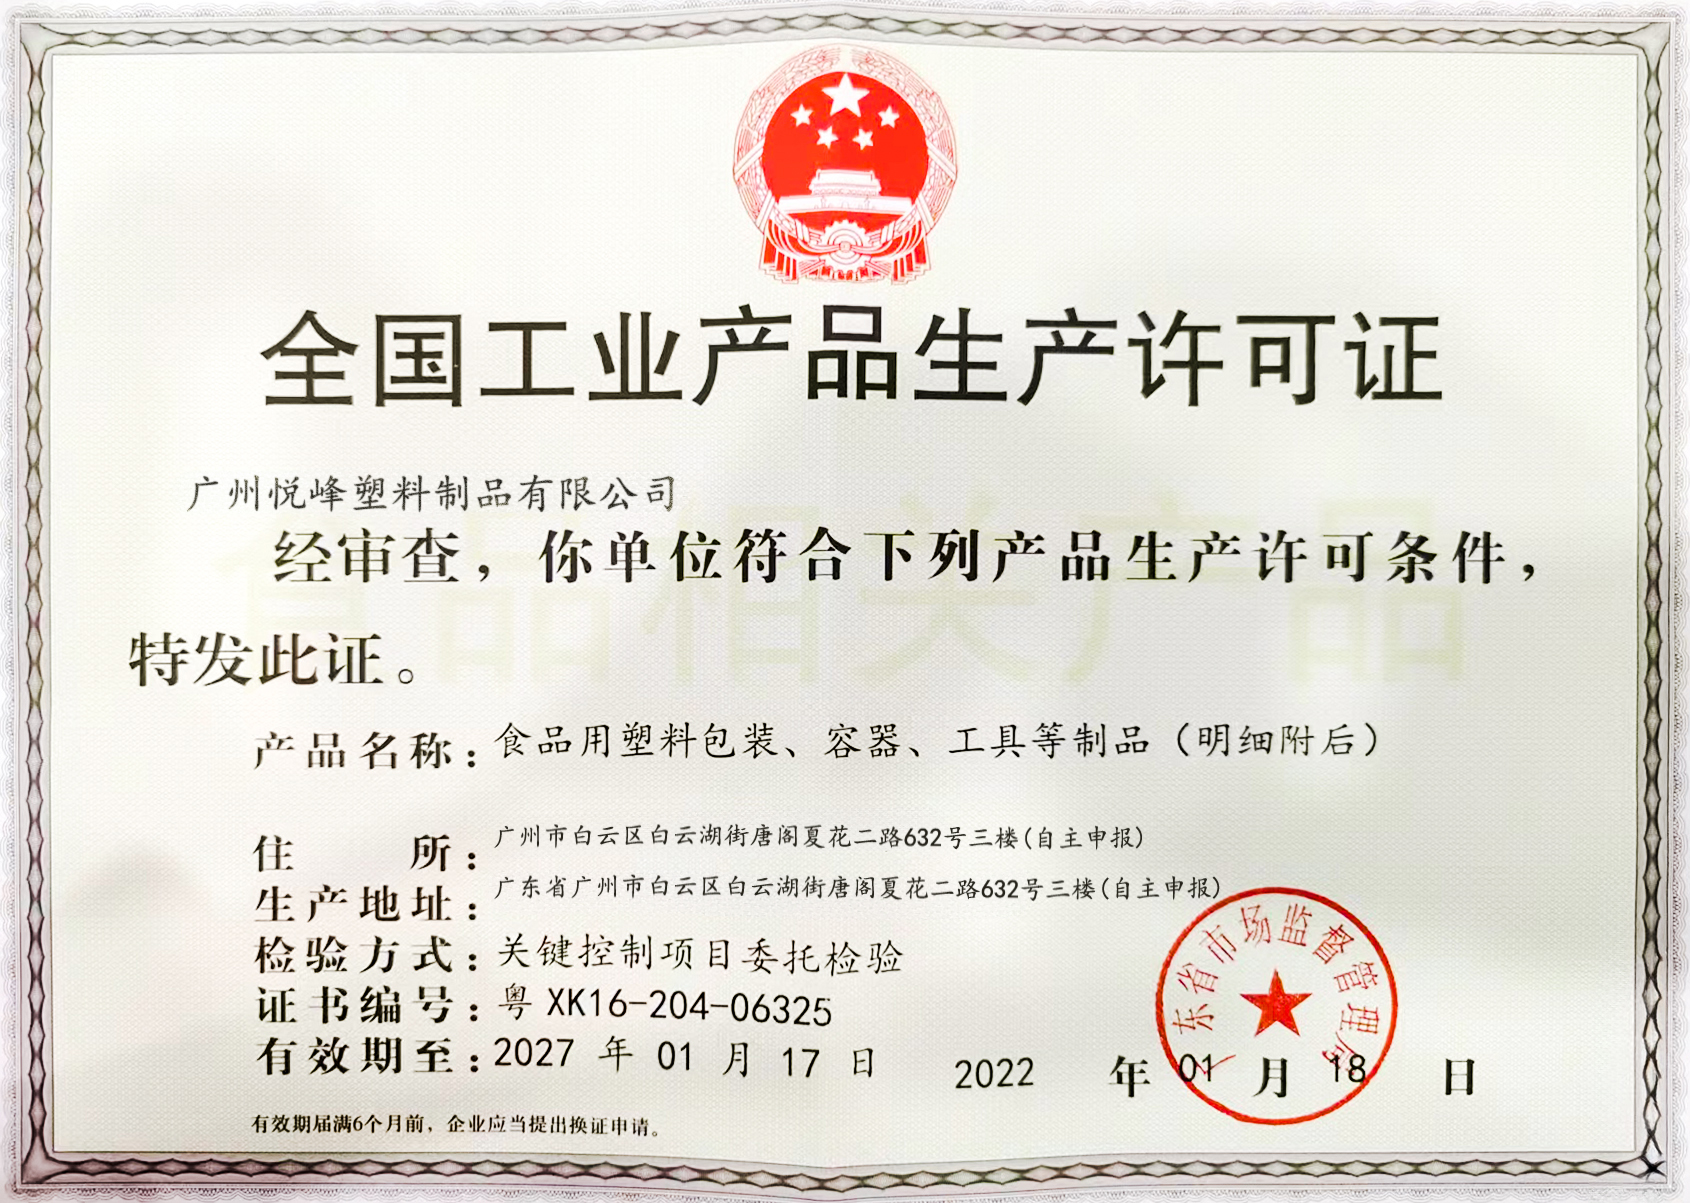 全国工业产品生产许可证
广州悦峰塑料制品有限公司
经审查，你单位符合下列产品生产许可条件，
特发此证。
食品相关产品
产品名称：食品用塑料包装、容器、工具等制品（明细附后）
住所：广州市白云区白云湖街唐阁夏花二路632号三楼(自主申报)
生产地址：广东省广州市白云区白云湖街唐阁夏花二路632号三楼(自主申报)
检验方式：关键控制项目委托检验
证书编号：粤 XK16-204-06325
有效期至：2027 年 01 月 17 日
2022 年 01 月 18 日
广东省市场监督管理局
有效期届满6个月前，企业应当提出换证申请。